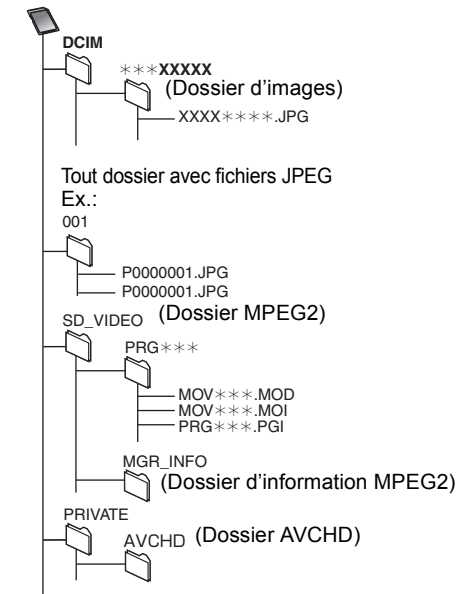 DCIM
✳✳✳XXXXX
(Dossier d'images)
XXXX✳✳✳✳.JPG
Tout dossier avec fichiers JPEG
Ex.:
001
P0000001.JPG
P0000001.JPG
SD_VIDEO (Dossier MPEG2)
PRG✳✳✳
MOV✳✳✳.MOD
MOV✳✳✳.MOI
PRG✳✳✳.PGI
MGR_INFO
(Dossier d'information MPEG2)
PRIVATE
AVCHD (Dossier AVCHD)